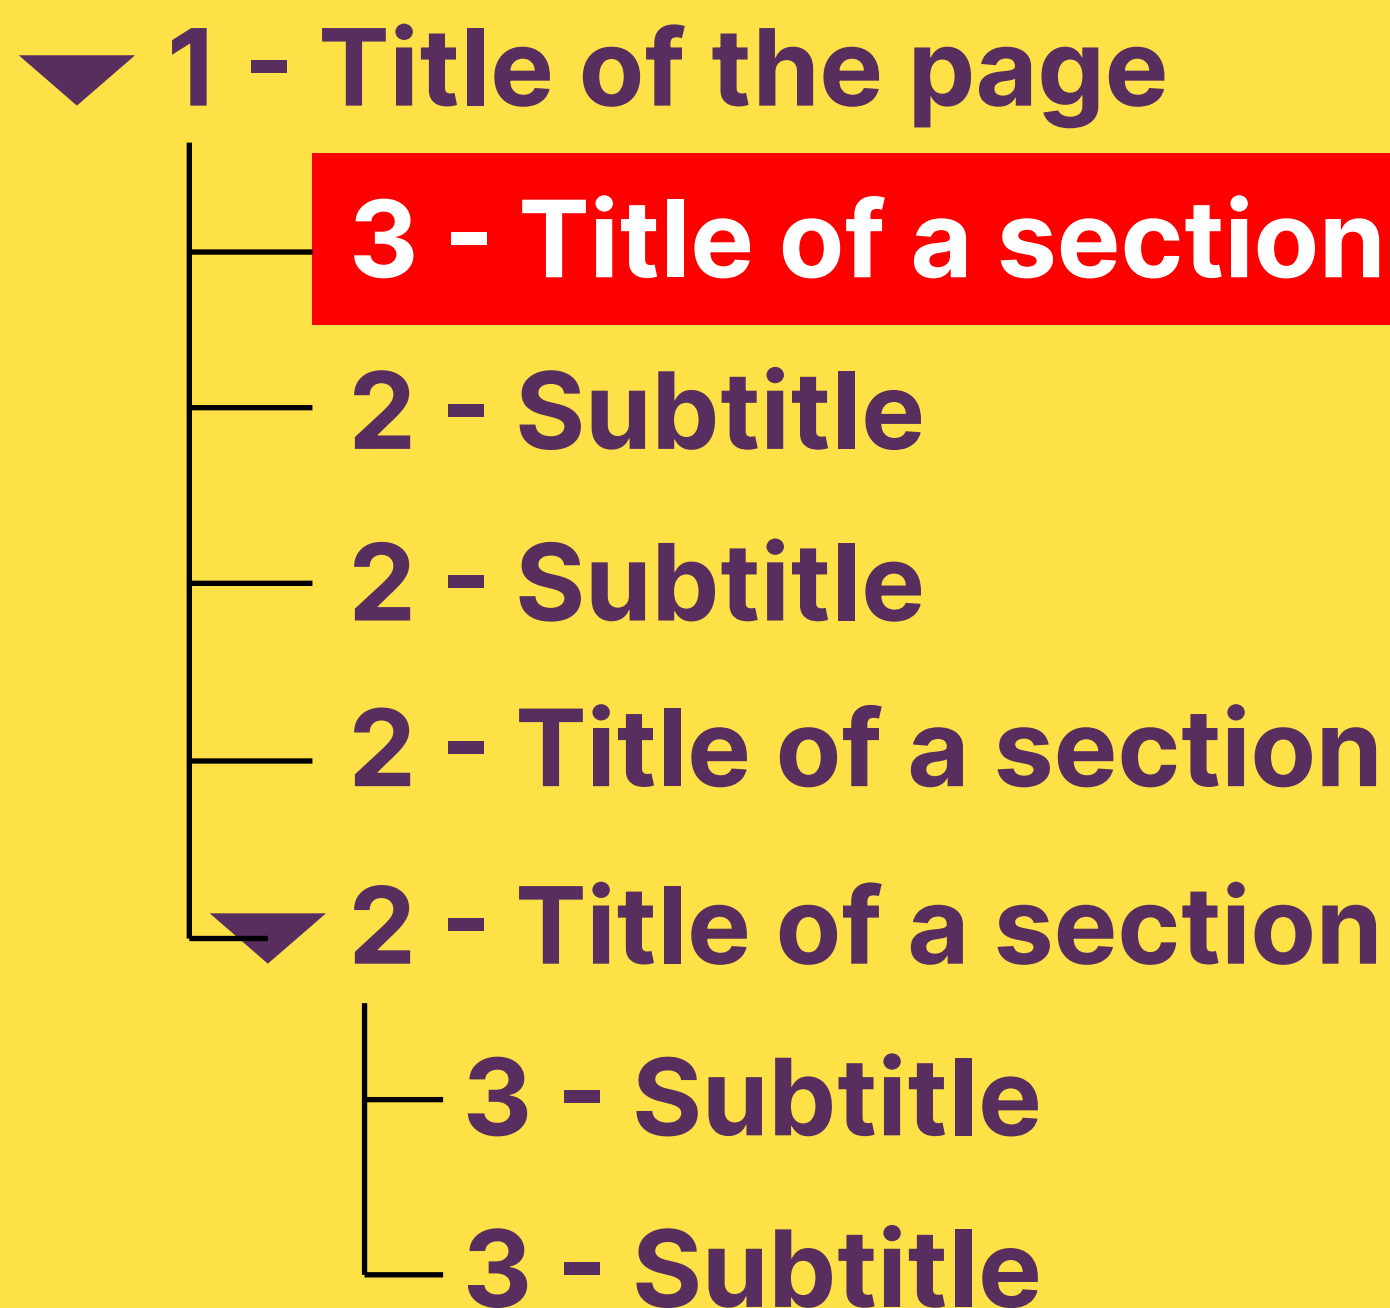 1 - Title of the page
3 - Title of a section
2 - Subtitle
2 - Subtitle
2 - Title of a section
2 - Title of a section
3 - Subtitle
3 - Subtitle